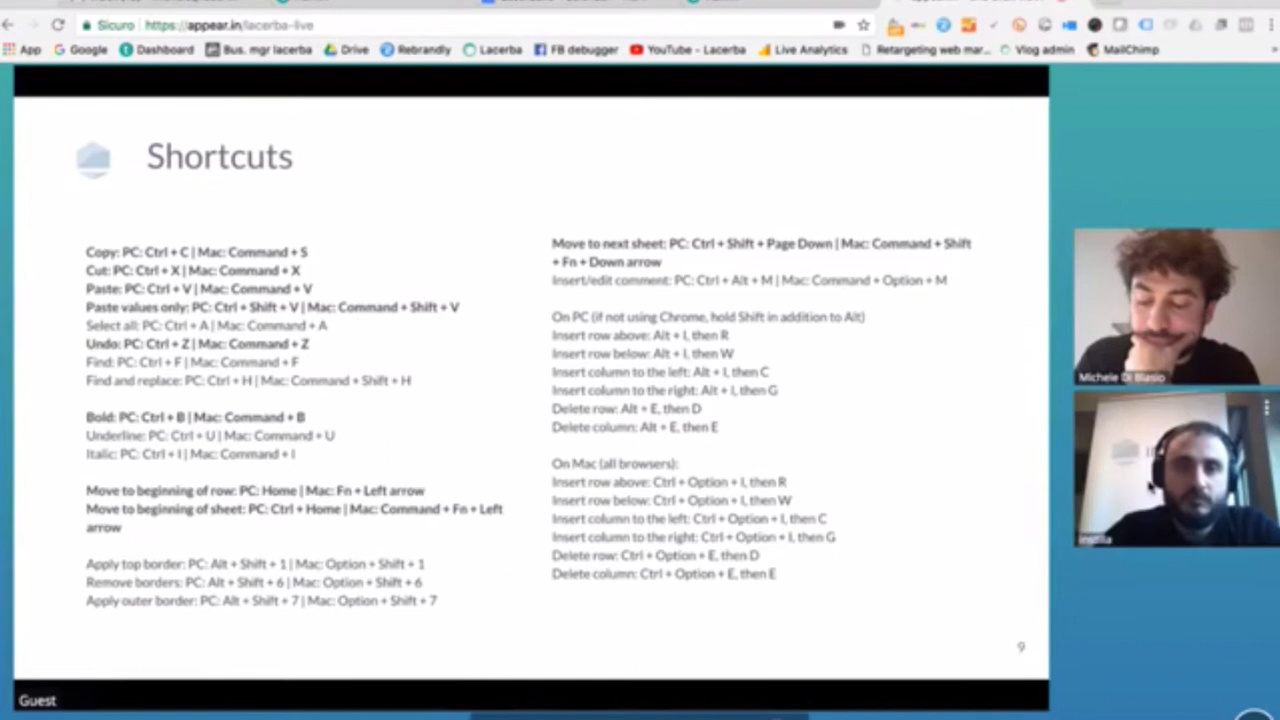 Sicuro https://appear.in/lacerba-live
App Google Dashboard Bus. mgr lacerba Drive Rebrandly Lacerba FB debugger YouTube - Lacerba Live Analytics Retargeting web mar... Vlog admin MailChimp
Shortcuts
Copy: PC: Ctrl + C | Mac: Command + S
Cut: PC: Ctrl + X | Mac: Command + X
Paste: PC: Ctrl + V | Mac: Command + V
Paste values only: PC: Ctrl + Shift + V | Mac: Command + Shift + V
Select all: PC: Ctrl + A | Mac: Command + A
Undo: PC: Ctrl + Z | Mac: Command + Z
Find: PC: Ctrl + F | Mac: Command + F
Find and replace: PC: Ctrl + H | Mac: Command + Shift + H
Bold: PC: Ctrl + B | Mac: Command + B
Underline: PC: Ctrl + U | Mac: Command + U
Italic: PC: Ctrl + I | Mac: Command + I
Move to beginning of row: PC: Home | Mac: Fn + Left arrow
Move to beginning of sheet: PC: Ctrl + Home | Mac: Command + Fn + Left
arrow
Apply top border: PC: Alt + Shift + 1 | Mac: Option + Shift + 1
Remove borders: PC: Alt + Shift + 6 | Mac: Option + Shift + 6
Apply outer border: PC: Alt + Shift + 7 | Mac: Option + Shift + 7
Move to next sheet: PC: Ctrl + Shift + Page Down | Mac: Command + Shift
+ Fn + Down arrow
Insert/edit comment: PC: Ctrl + Alt + M | Mac: Command + Option + M
On PC (if not using Chrome, hold Shift in addition to Alt)
Insert row above: Alt + I, then R
Insert row below: Alt + I, then W
Insert column to the left: Alt + I, then C
Insert column to the right: Alt + I, then G
Delete row: Alt + E, then D
Delete column: Alt + E, then E
On Mac (all browsers):
Insert row above: Ctrl + Option + I, then R
Insert row below: Ctrl + Option + I, then W
Insert column to the left: Ctrl + Option + I, then C
Insert column to the right: Ctrl + Option + I, then G
Delete row: Ctrl + Option + E, then D
Delete column: Ctrl + Option + E, then E
9
Michele Di Blasio
instilla
Guest